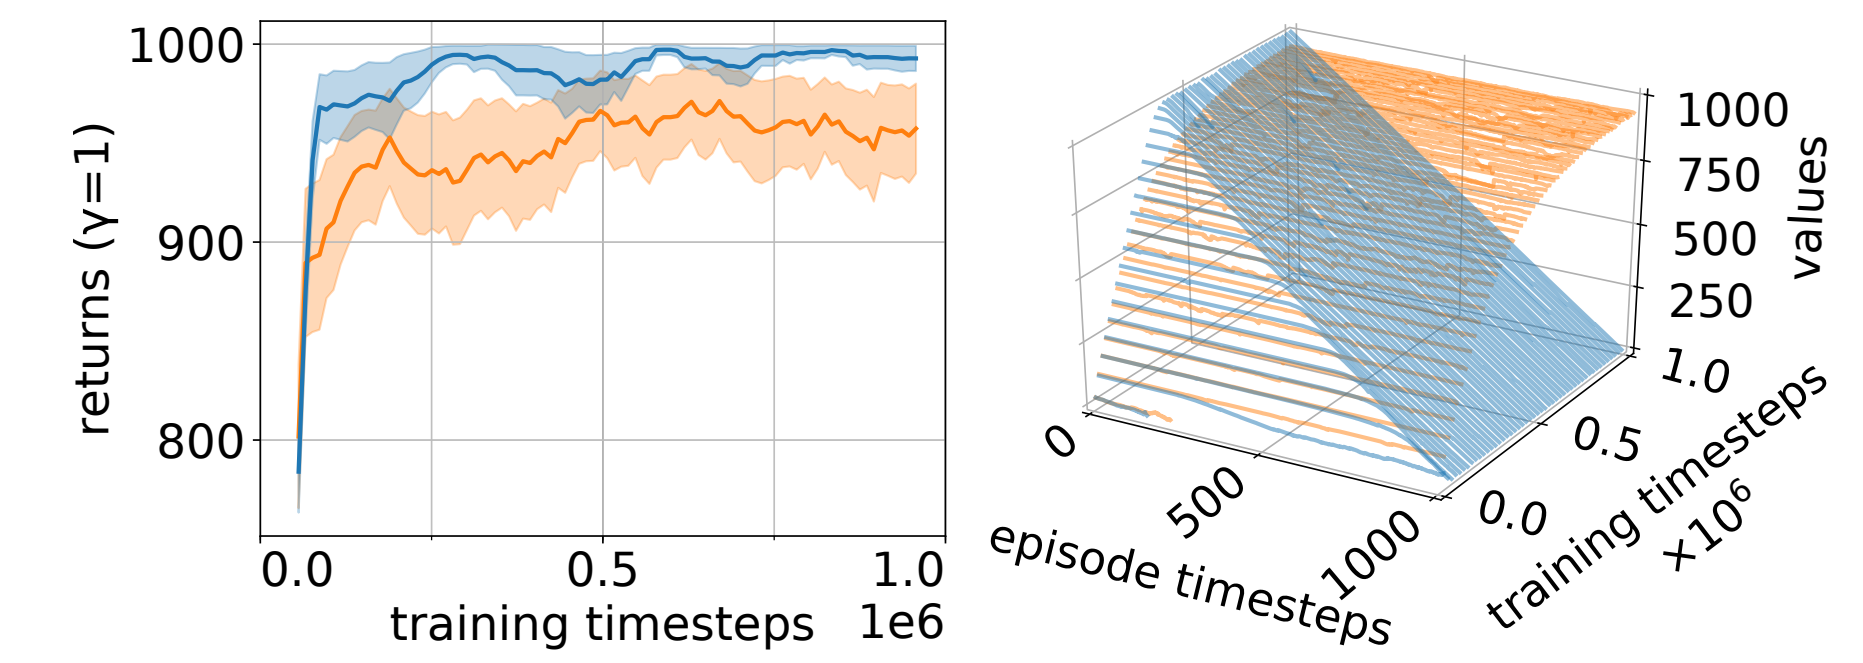 returns (γ=1)
1000
900
800
0.0
0.5
1.0
training timesteps
1e6
0
500
1000
episode timesteps
0.0
0.5
1.0
training timesteps
×10⁶
1000
750
500
250
values